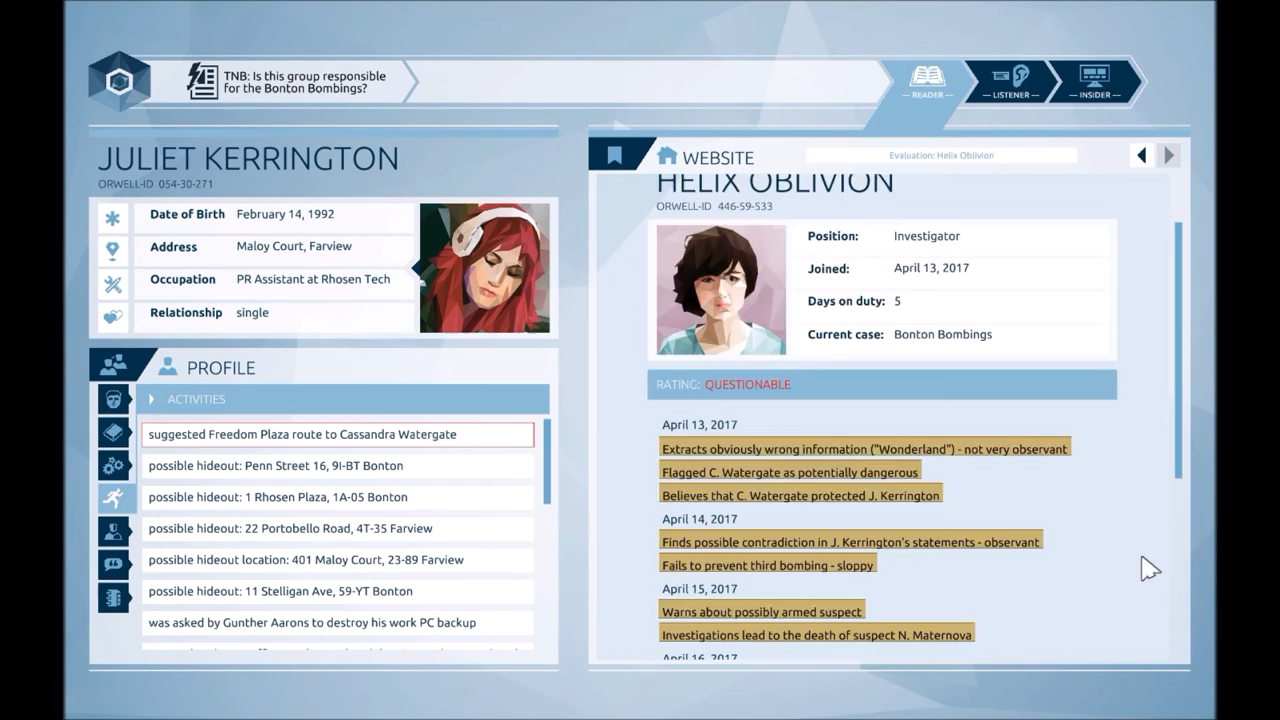 TNB: Is this group responsible
for the Bonton Bombings?
— READER —
— LISTENER —
— INSIDER —
JULIET KERRINGTON
ORWELL-ID 054-30-271
Date of Birth February 14, 1992
Address Maloy Court, Farview
Occupation PR Assistant at Rhosen Tech
Relationship single
PROFILE
ACTIVITIES
suggested Freedom Plaza route to Cassandra Watergate
possible hideout: Penn Street 16, 9I-BT Bonton
possible hideout: 1 Rhosen Plaza, 1A-05 Bonton
possible hideout: 22 Portobello Road, 4T-35 Farview
possible hideout location: 401 Maloy Court, 23-89 Farview
possible hideout: 11 Stelligan Ave, 59-YT Bonton
was asked by Gunther Aarons to destroy his work PC backup
WEBSITE
Evaluation: Helix Oblivion
HELIX OBLIVION
ORWELL-ID 446-59-533
Position: Investigator
Joined: April 13, 2017
Days on duty: 5
Current case: Bonton Bombings
RATING: QUESTIONABLE
April 13, 2017
Extracts obviously wrong information ("Wonderland") - not very observant
Flagged C. Watergate as potentially dangerous
Believes that C. Watergate protected J. Kerrington
April 14, 2017
Finds possible contradiction in J. Kerrington's statements - observant
Fails to prevent third bombing - sloppy
April 15, 2017
Warns about possibly armed suspect
Investigations lead to the death of suspect N. Maternova
April 16, 2017